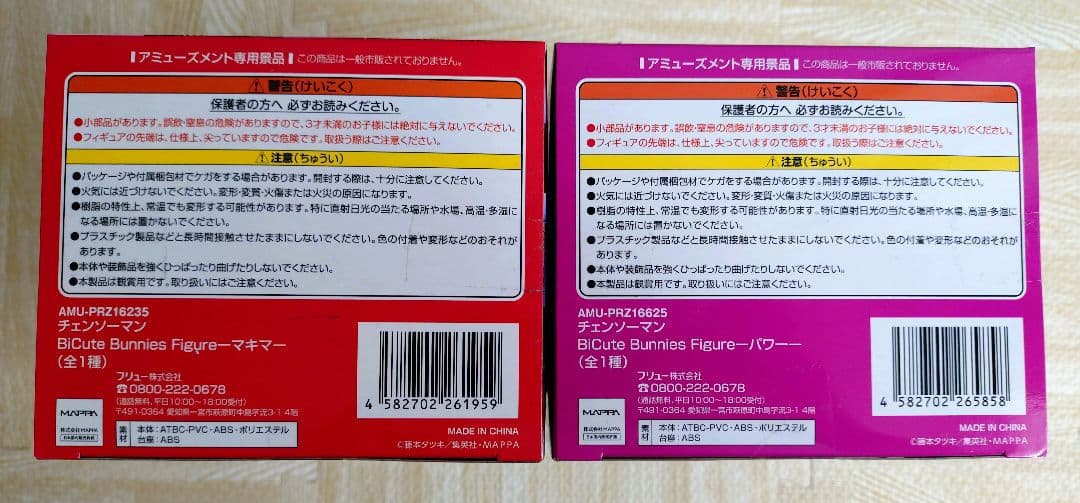 アミューズメント専用景品 この商品は一般市販されておりません。
警告(けいこく)
保護者の方へ 必ずお読みください。
●小部品があります。誤飲・窒息の危険がありますので、3才未満のお子様には絶対に与えないでください。
●フィギュアの先端は、仕様上、尖っていますので危険です。取扱う際はご注意ください。
注意(ちゅうい)
●パッケージや付属梱包材でケガをする場合があります。開封する際は、十分に注意してください。
●火気には近づけないでください。変形・変質・火傷または火災の原因になります。
●樹脂の特性上、常温でも変形する可能性があります。特に直射日光の当たる場所や水場、高温・多湿に
なる場所には置かないでください。
●プラスチック製品などと長時間接触させたままにしないでください。色の付着や変形などのおそれが
あります。
●本体や装飾品を強くひっぱったり曲げたりしないでください。
●本製品は観賞用です。取り扱いにはご注意ください。
AMU-PRZ16235
チェンソーマン
BiCute Bunnies Figure―マキマ―
(全1種)
フリュー株式会社
☎0800-222-0678
(通話無料、平日10:00〜18:00受付)
〒491-0364 愛知県一宮市萩原町中島字流3-1 4階
MAPPA
株式会社MAPPA
日本国内販売許諾
素材
本体:ATBC-PVC・ABS・ポリエステル
台座:ABS
4 582702 261959
MADE IN CHINA
©藤本タツキ/集英社・MAPPA
アミューズメント専用景品 この商品は一般市販されておりません。
警告(けいこく)
保護者の方へ 必ずお読みください。
●小部品があります。誤飲・窒息の危険がありますので、3才未満のお子様には絶対に与えないでください。
●フィギュアの先端は、仕様上、尖っていますので危険です。取扱う際はご注意ください。
注意(ちゅうい)
●パッケージや付属梱包材でケガをする場合があります。開封する際は、十分に注意してください。
●火気には近づけないでください。変形・変質・火傷または火災の原因になります。
●樹脂の特性上、常温でも変形する可能性があります。特に直射日光の当たる場所や水場、高温・多湿に
なる場所には置かないでください。
●プラスチック製品などと長時間接触させたままにしないでください。色の付着や変形などのおそれが
あります。
●本体や装飾品を強くひっぱったり曲げたりしないでください。
●本製品は観賞用です。取り扱いにはご注意ください。
AMU-PRZ16625
チェンソーマン
BiCute Bunnies Figure―パワー―
(全1種)
フリュー株式会社
☎0800-222-0678
(通話無料、平日10:00〜18:00受付)
〒491-0364 愛知県一宮市萩原町中島字流3-1 4階
MAPPA
株式会社MAPPA
素材
本体:ATBC-PVC・ABS・ポリエステル
台座:ABS
4 582702 265858
MADE IN CHINA
©藤本タツキ/集英社・MAPPA